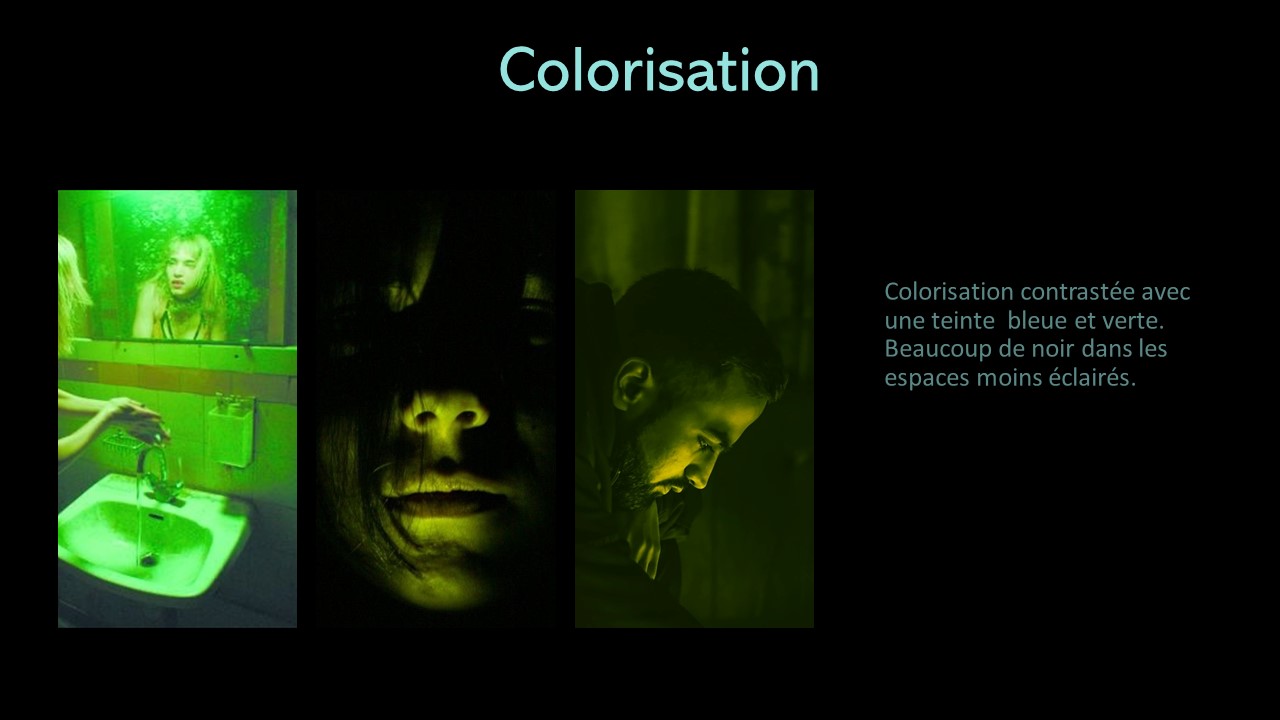 Colorisation
Colorisation contrastée avec
une teinte  bleue et verte.
Beaucoup de noir dans les
espaces moins éclairés.